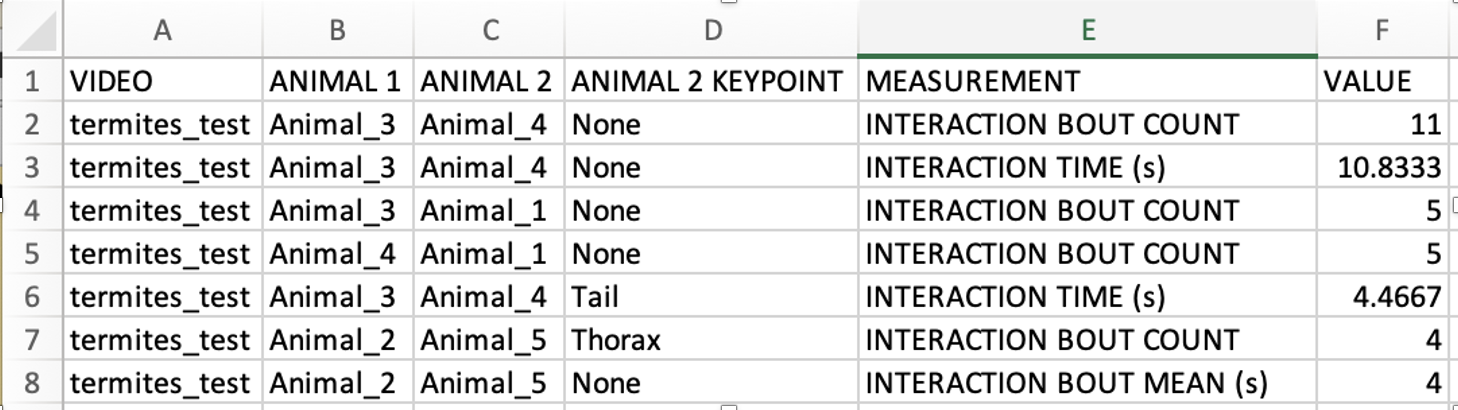 A B C D E F
1 VIDEO ANIMAL 1 ANIMAL 2 ANIMAL 2 KEYPOINT MEASUREMENT VALUE
2 termites_test Animal_3 Animal_4 None INTERACTION BOUT COUNT 11
3 termites_test Animal_3 Animal_4 None INTERACTION TIME (s) 10.8333
4 termites_test Animal_3 Animal_1 None INTERACTION BOUT COUNT 5
5 termites_test Animal_4 Animal_1 None INTERACTION BOUT COUNT 5
6 termites_test Animal_3 Animal_4 Tail INTERACTION TIME (s) 4.4667
7 termites_test Animal_2 Animal_5 Thorax INTERACTION BOUT COUNT 4
8 termites_test Animal_2 Animal_5 None INTERACTION BOUT MEAN (s) 4